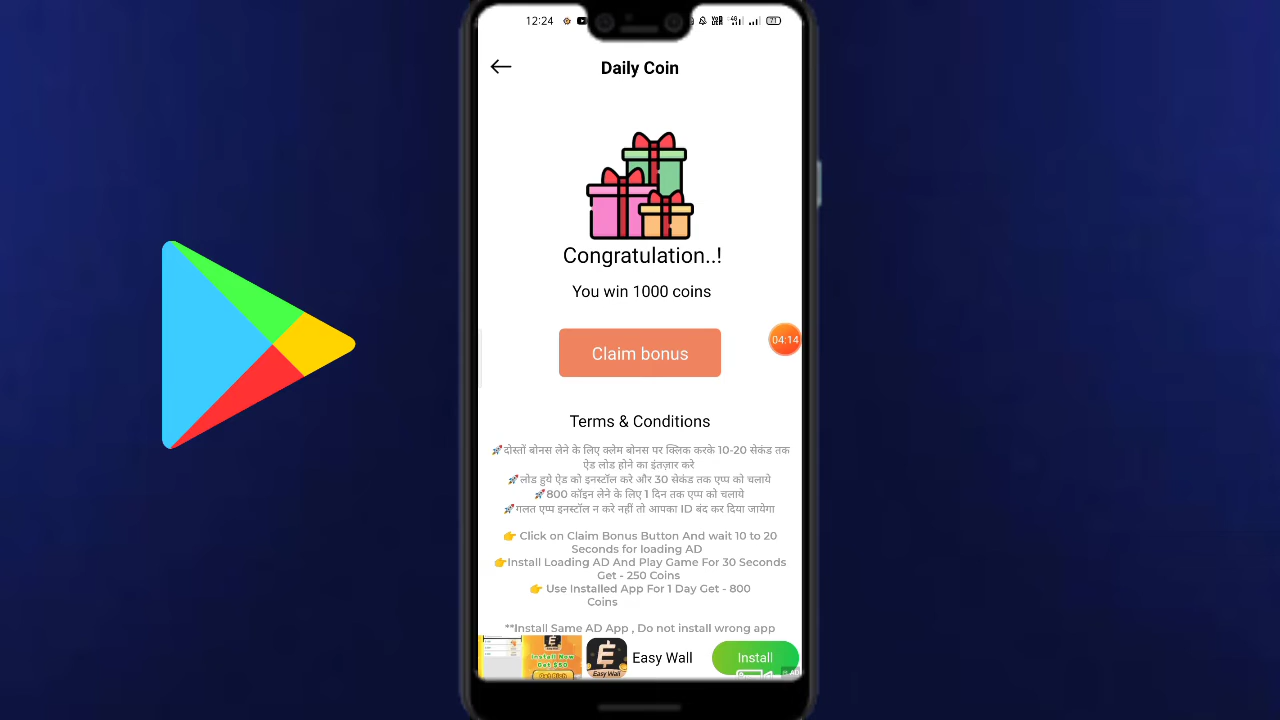 12:24
71
Daily Coin
Congratulation..!
You win 1000 coins
Claim bonus
04:14
Terms & Conditions
🚀दोस्तों बोनस लेने के लिए क्लेम बोनस पर क्लिक करके 10-20 सेकंड तक
ऐड लोड होने का इंतज़ार करे
🚀लोड हुये ऐड को इनस्टॉल करे और 30 सेकंड तक एप्प को चलाये
🚀800 कॉइन लेने के लिए 1 दिन तक एप्प को चलाये
🚀गलत एप्प इनस्टॉल न करे नहीं तो आपका ID बंद कर दिया जायेगा
👉 Click on Claim Bonus Button And wait 10 to 20
Seconds for loading AD
👉Install Loading AD And Play Game For 30 Seconds
Get - 250 Coins
👉 Use Installed App For 1 Day Get - 800
Coins
**Install Same AD App , Do not install wrong app
Install Now
Get $50
Easy Wall
Easy Wall
Install
AD